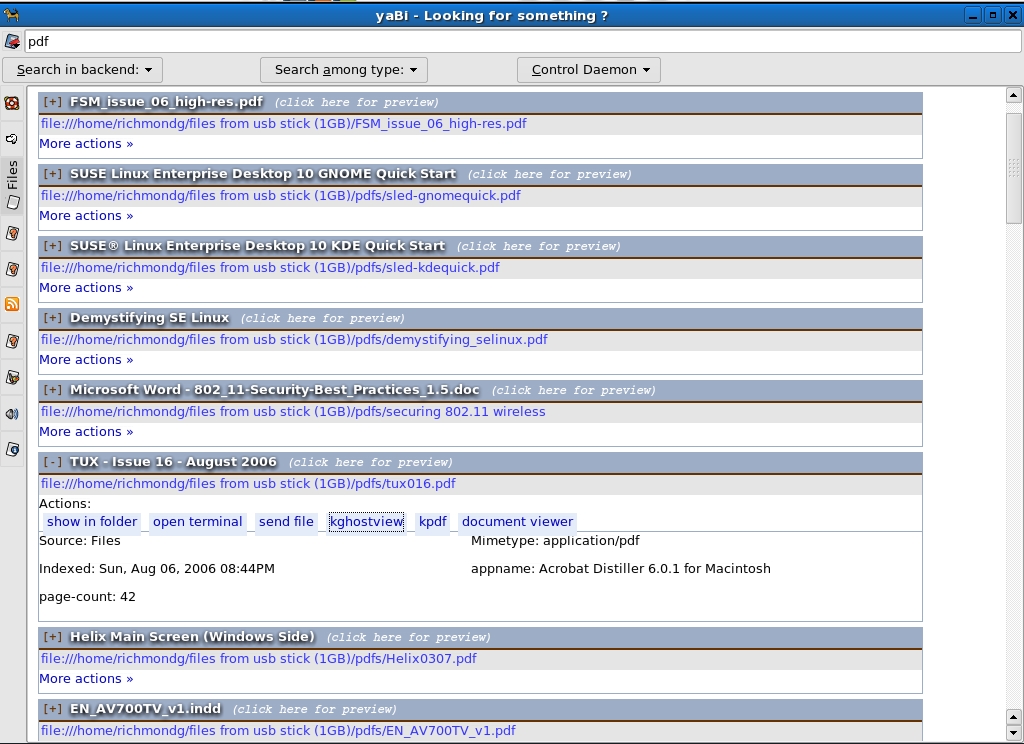 yaBi - Looking for something ?
pdf
Search in backend: Search among type: Control Daemon
Files
[+] FSM_issue_06_high-res.pdf (click here for preview)
file:///home/richmondg/files from usb stick (1GB)/FSM_issue_06_high-res.pdf
More actions »
[+] SUSE Linux Enterprise Desktop 10 GNOME Quick Start (click here for preview)
file:///home/richmondg/files from usb stick (1GB)/pdfs/sled-gnomequick.pdf
More actions »
[+] SUSE® Linux Enterprise Desktop 10 KDE Quick Start (click here for preview)
file:///home/richmondg/files from usb stick (1GB)/pdfs/sled-kdequick.pdf
More actions »
[+] Demystifying SE Linux (click here for preview)
file:///home/richmondg/files from usb stick (1GB)/pdfs/demystifying_selinux.pdf
More actions »
[+] Microsoft Word - 802_11-Security-Best_Practices_1.5.doc (click here for preview)
file:///home/richmondg/files from usb stick (1GB)/pdfs/securing 802.11 wireless
More actions »
[-] TUX - Issue 16 - August 2006 (click here for preview)
file:///home/richmondg/files from usb stick (1GB)/pdfs/tux016.pdf
Actions:
show in folder open terminal send file kghostview kpdf document viewer
Source: Files Mimetype: application/pdf
Indexed: Sun, Aug 06, 2006 08:44PM appname: Acrobat Distiller 6.0.1 for Macintosh
page-count: 42
[+] Helix Main Screen (Windows Side) (click here for preview)
file:///home/richmondg/files from usb stick (1GB)/pdfs/Helix0307.pdf
More actions »
[+] EN_AV700TV_v1.indd (click here for preview)
file:///home/richmondg/files from usb stick (1GB)/pdfs/EN_AV700TV_v1.pdf